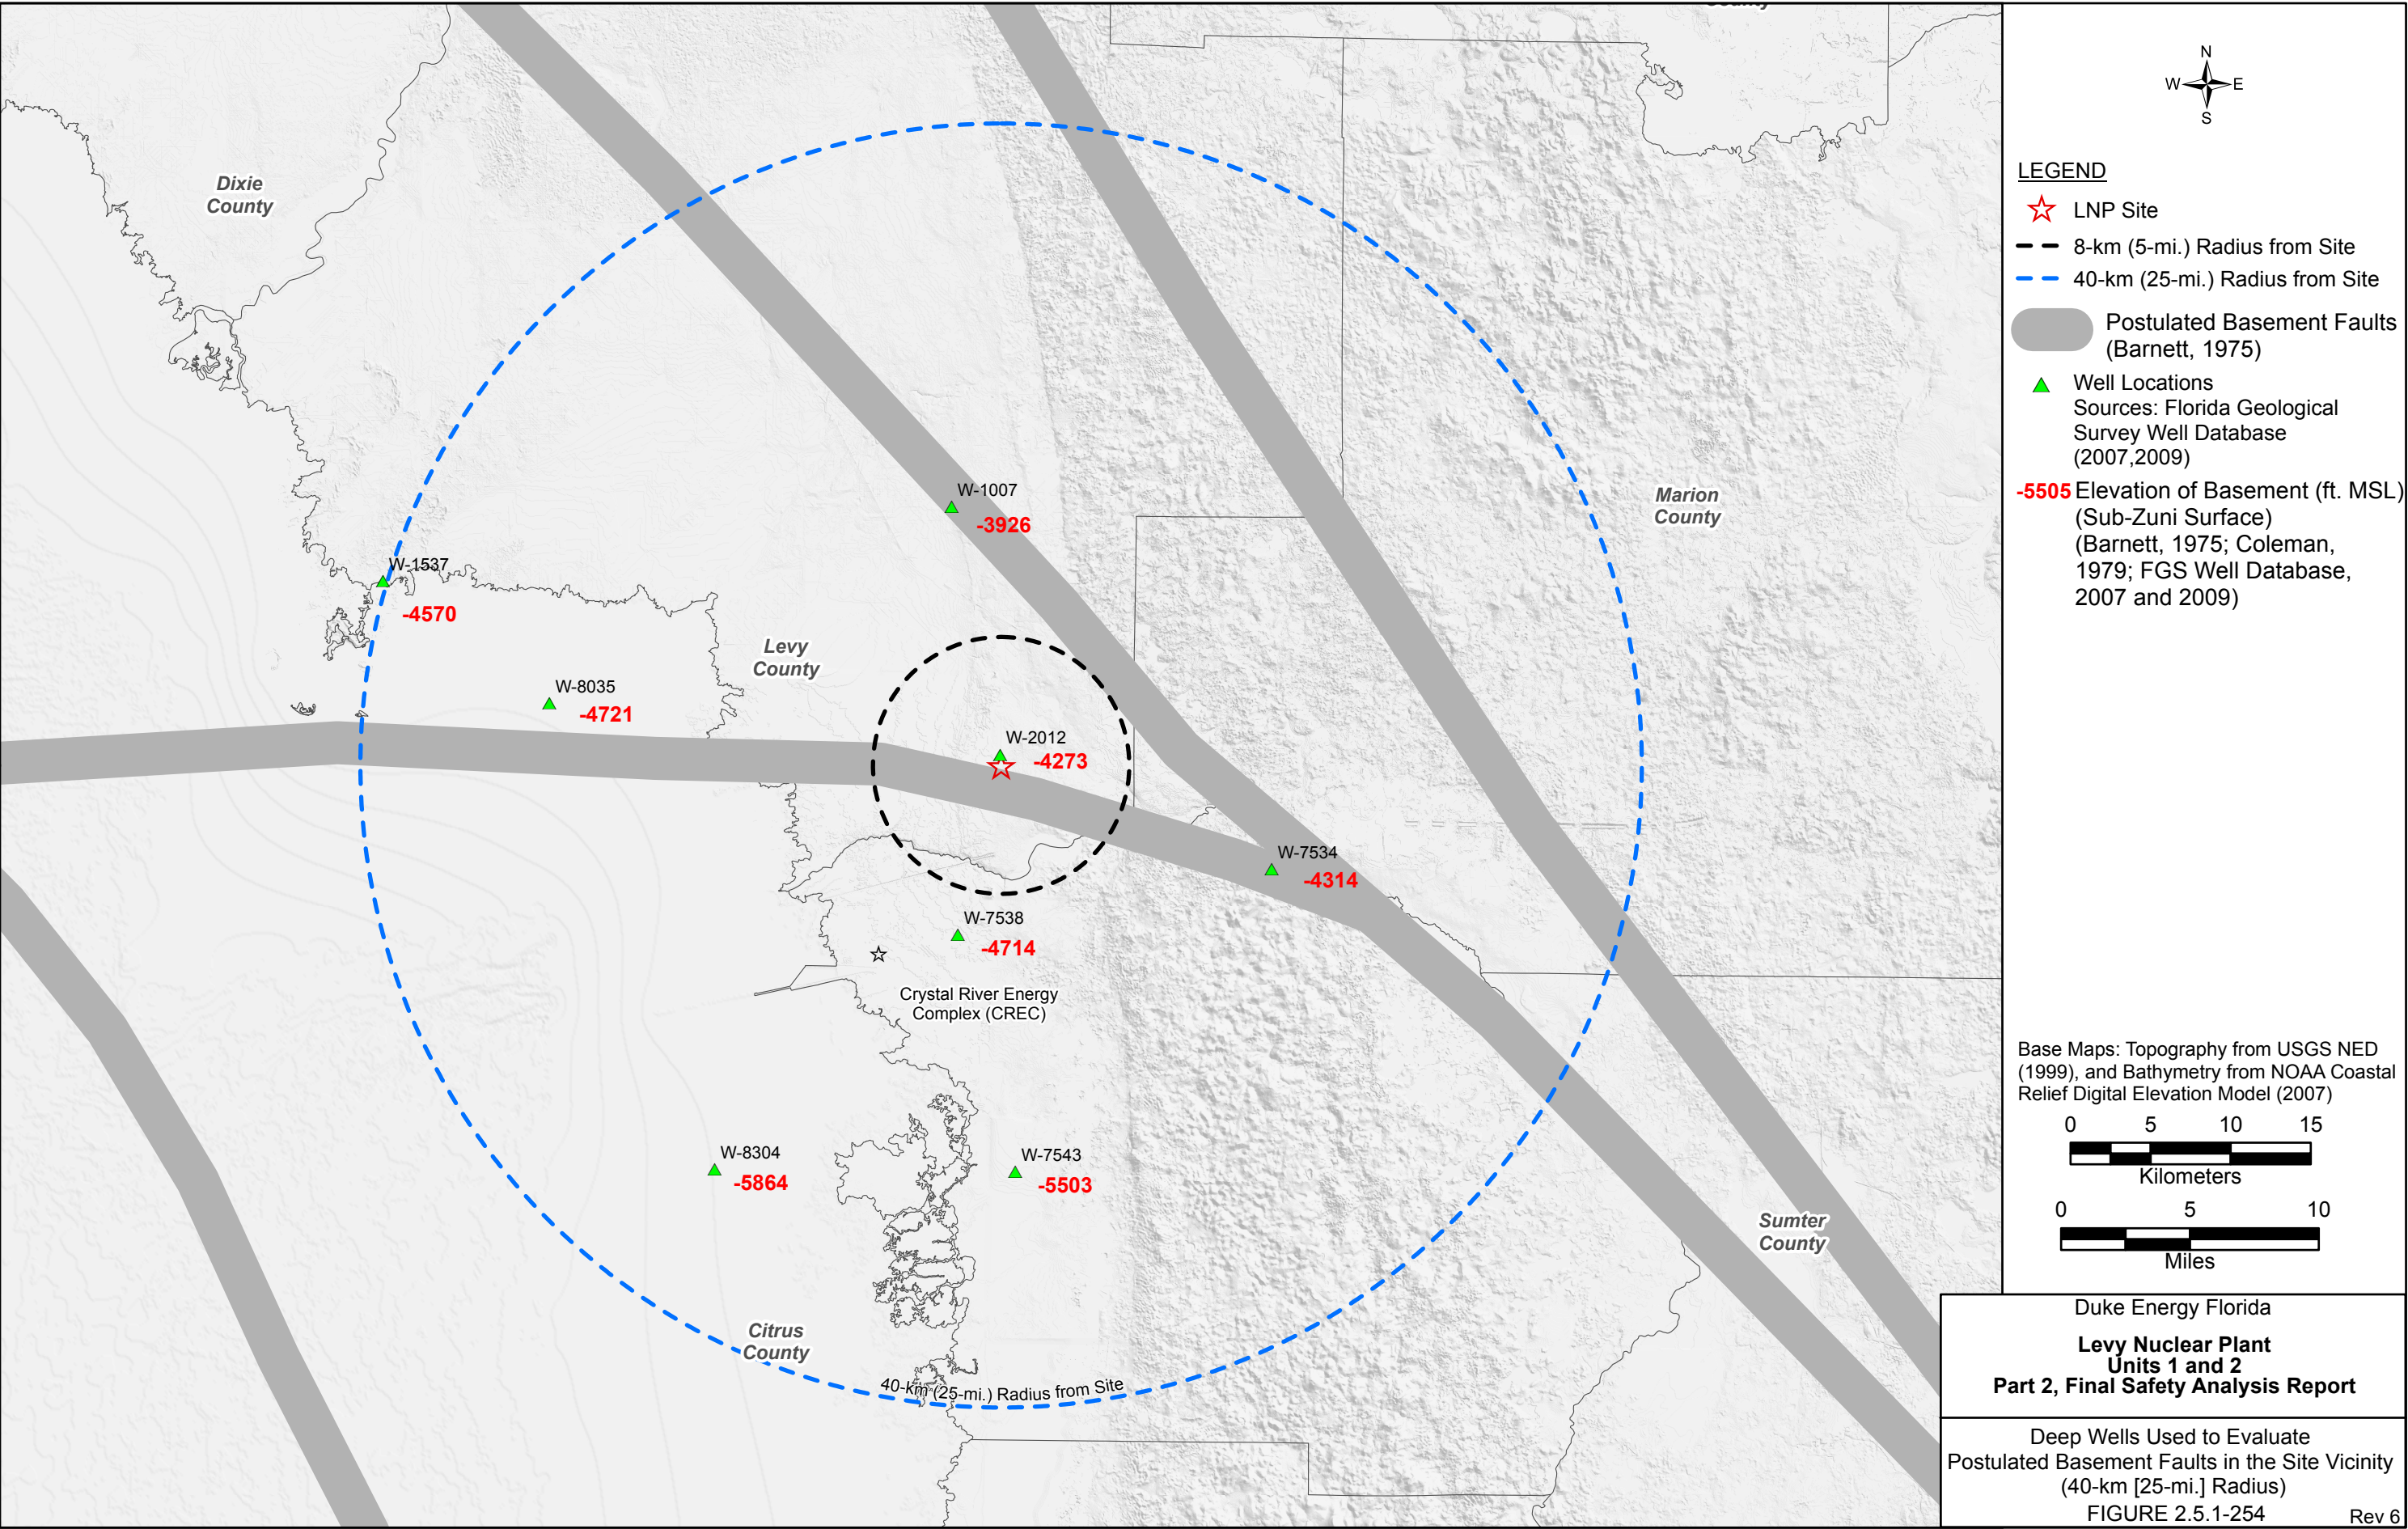 County
Dixie
County
W-1007
-3926
Marion
County
W-1537
-4570
Levy
County
W-8035
-4721
W-2012
-4273
W-7534
-4314
W-7538
-4714
Crystal River Energy
Complex (CREC)
W-8304
-5864
W-7543
-5503
Sumter
County
Citrus
County
40-km (25-mi.) Radius from Site
N
W E
S
LEGEND
LNP Site
8-km (5-mi.) Radius from Site
40-km (25-mi.) Radius from Site
Postulated Basement Faults
(Barnett, 1975)
Well Locations
Sources: Florida Geological
Survey Well Database
(2007,2009)
-5505 Elevation of Basement (ft. MSL)
(Sub-Zuni Surface)
(Barnett, 1975; Coleman,
1979; FGS Well Database,
2007 and 2009)
Base Maps: Topography from USGS NED
(1999), and Bathymetry from NOAA Coastal
Relief Digital Elevation Model (2007)
0 5 10 15
Kilometers
0 5 10
Miles
Duke Energy Florida
Levy Nuclear Plant
Units 1 and 2
Part 2, Final Safety Analysis Report
Deep Wells Used to Evaluate
Postulated Basement Faults in the Site Vicinity
(40-km [25-mi.] Radius)
FIGURE 2.5.1-254
Rev 6